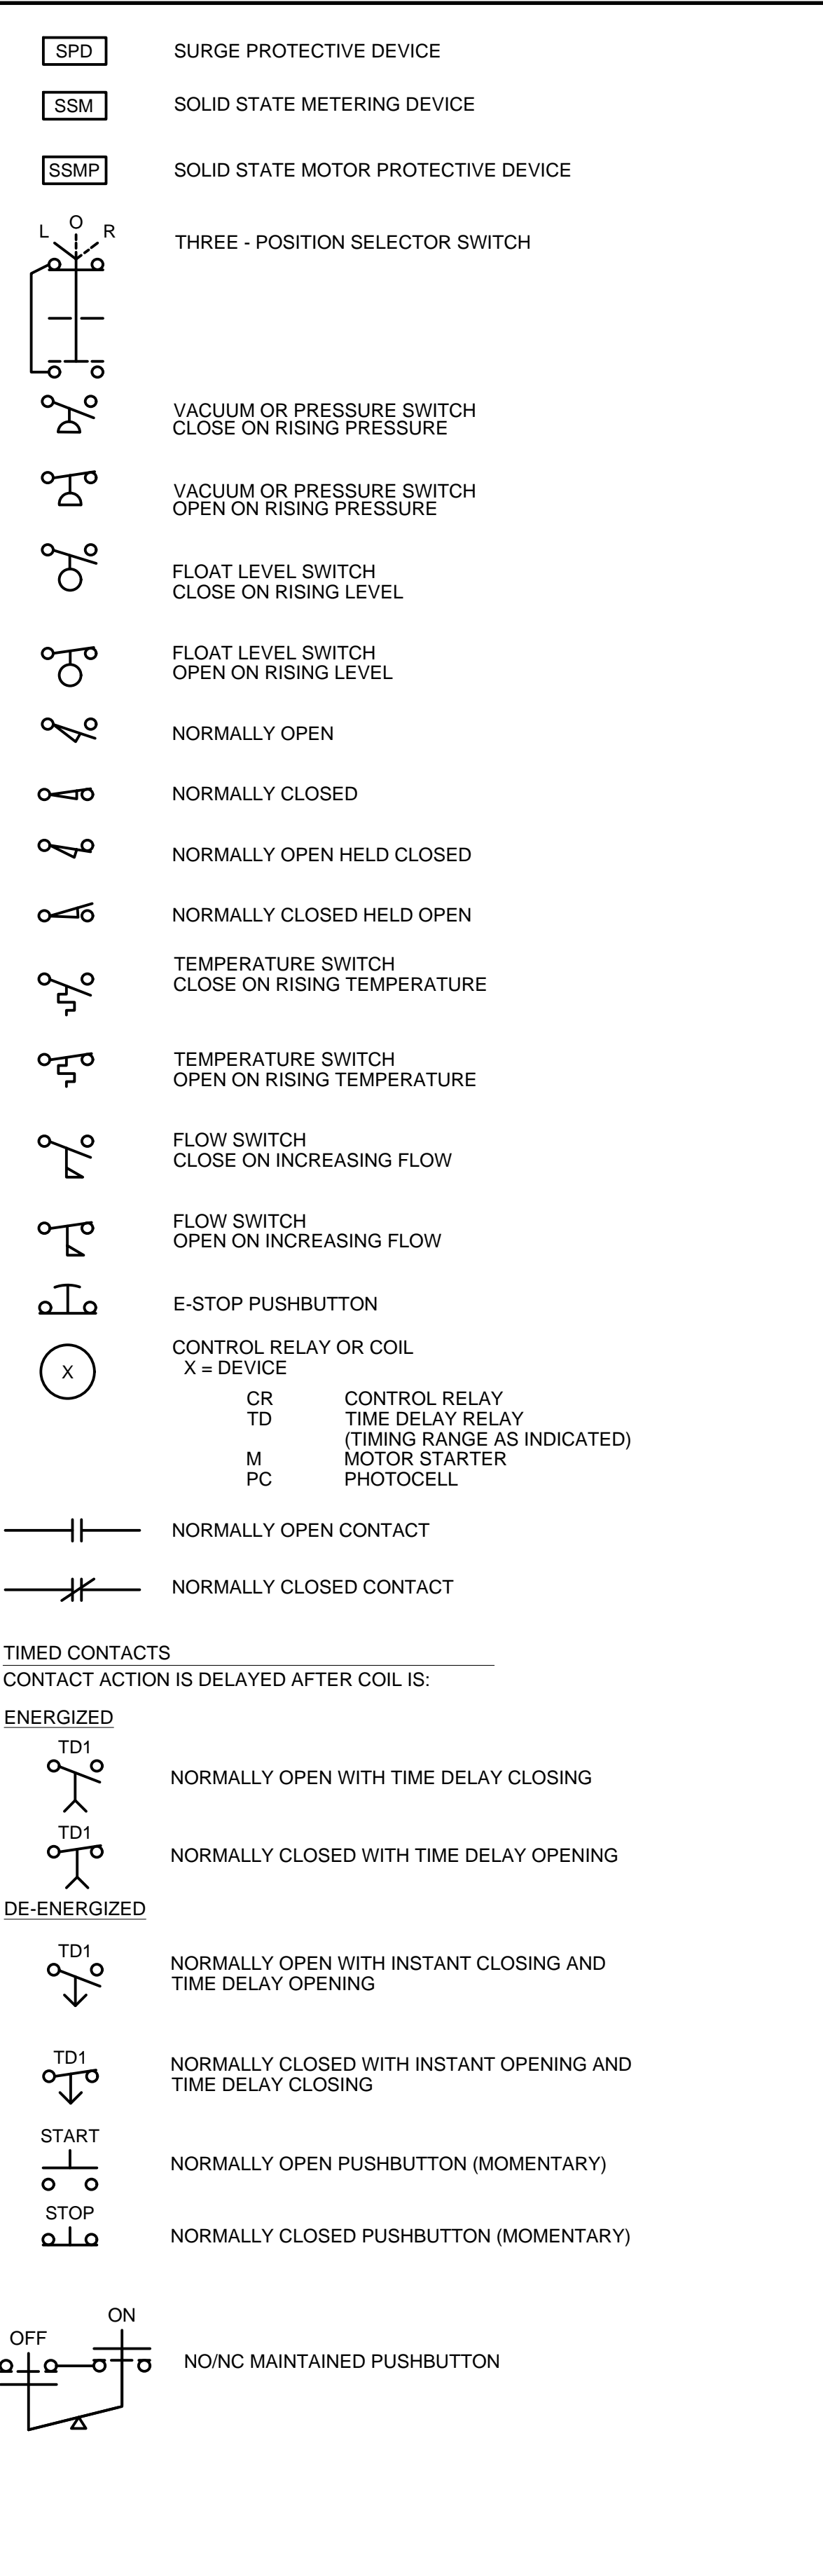 SPD SURGE PROTECTIVE DEVICE
SSM SOLID STATE METERING DEVICE
SSMP SOLID STATE MOTOR PROTECTIVE DEVICE
L O R THREE - POSITION SELECTOR SWITCH
VACUUM OR PRESSURE SWITCH
CLOSE ON RISING PRESSURE
VACUUM OR PRESSURE SWITCH
OPEN ON RISING PRESSURE
FLOAT LEVEL SWITCH
CLOSE ON RISING LEVEL
FLOAT LEVEL SWITCH
OPEN ON RISING LEVEL
NORMALLY OPEN
NORMALLY CLOSED
NORMALLY OPEN HELD CLOSED
NORMALLY CLOSED HELD OPEN
TEMPERATURE SWITCH
CLOSE ON RISING TEMPERATURE
TEMPERATURE SWITCH
OPEN ON RISING TEMPERATURE
FLOW SWITCH
CLOSE ON INCREASING FLOW
FLOW SWITCH
OPEN ON INCREASING FLOW
E-STOP PUSHBUTTON
CONTROL RELAY OR COIL
X X = DEVICE
CR CONTROL RELAY
TD TIME DELAY RELAY
(TIMING RANGE AS INDICATED)
M MOTOR STARTER
PC PHOTOCELL
NORMALLY OPEN CONTACT
NORMALLY CLOSED CONTACT
TIMED CONTACTS
CONTACT ACTION IS DELAYED AFTER COIL IS:
ENERGIZED
TD1
NORMALLY OPEN WITH TIME DELAY CLOSING
TD1
NORMALLY CLOSED WITH TIME DELAY OPENING
DE-ENERGIZED
TD1
NORMALLY OPEN WITH INSTANT CLOSING AND
TIME DELAY OPENING
TD1
NORMALLY CLOSED WITH INSTANT OPENING AND
TIME DELAY CLOSING
START
NORMALLY OPEN PUSHBUTTON (MOMENTARY)
STOP
NORMALLY CLOSED PUSHBUTTON (MOMENTARY)
ON
OFF
NO/NC MAINTAINED PUSHBUTTON